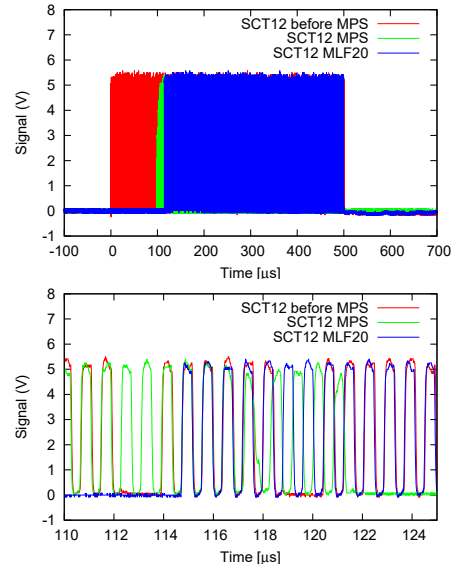 SCT12 before MPS
SCT12 MPS
SCT12 MLF20
Signal (V)
8
7
6
5
4
3
2
1
0
-1
-100 0 100 200 300 400 500 600 700
Time [µs]
SCT12 before MPS
SCT12 MPS
SCT12 MLF20
Signal (V)
8
7
6
5
4
3
2
1
0
-1
110 112 114 116 118 120 122 124
Time [µs]